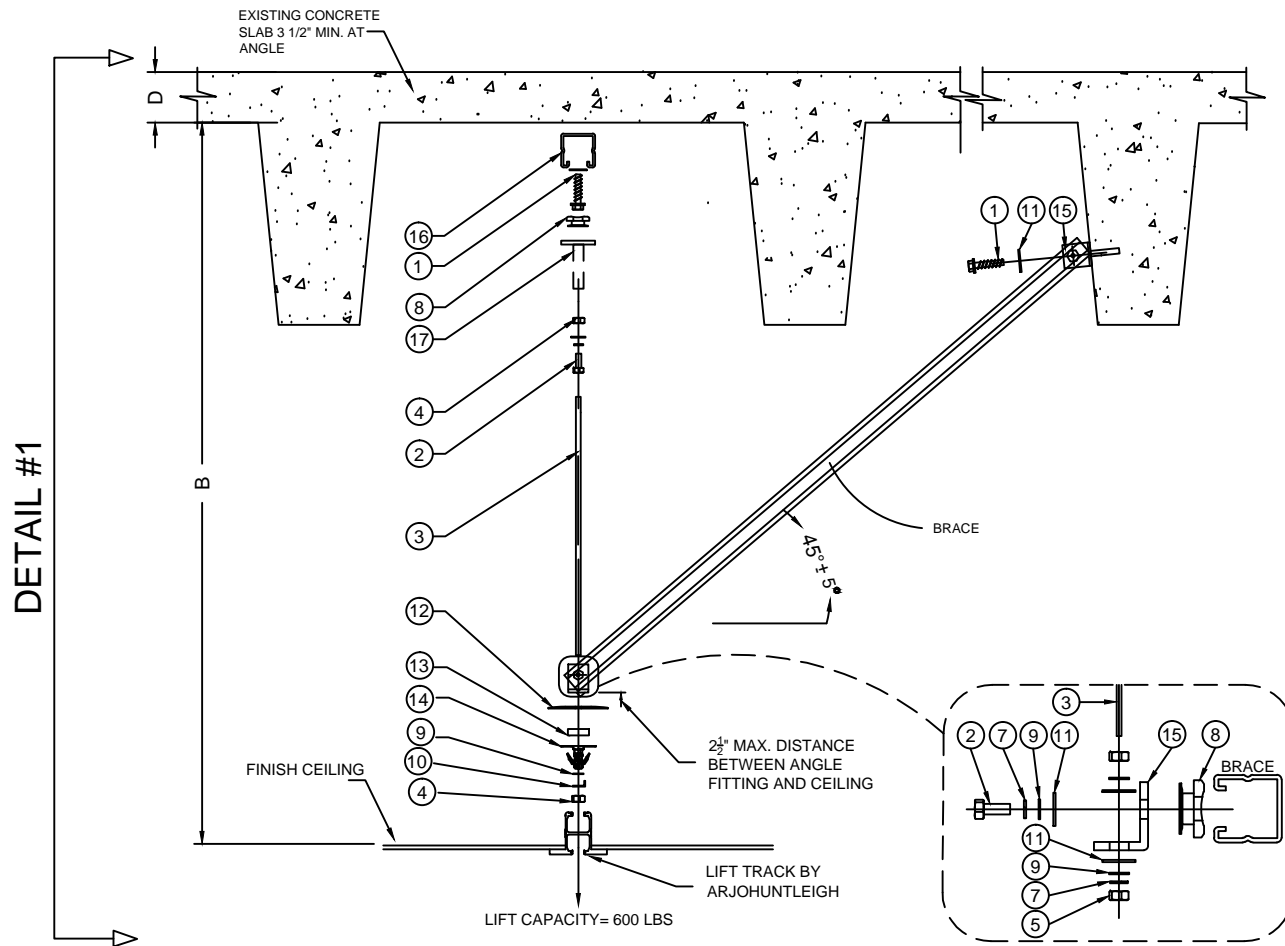 EXISTING CONCRETE
SLAB 3 1/2" MIN. AT
ANGLE
D
B
DETAIL #1
16
1
8
17
4
2
3
12
13
14
9
10
4
1
11
15
BRACE
45°± 5°
2½" MAX. DISTANCE
BETWEEN ANGLE
FITTING AND CEILING
FINISH CEILING
LIFT TRACK BY
ARJOHUNTLEIGH
LIFT CAPACITY= 600 LBS
3
2
7
9
11
15
8
BRACE
11
9
7
5